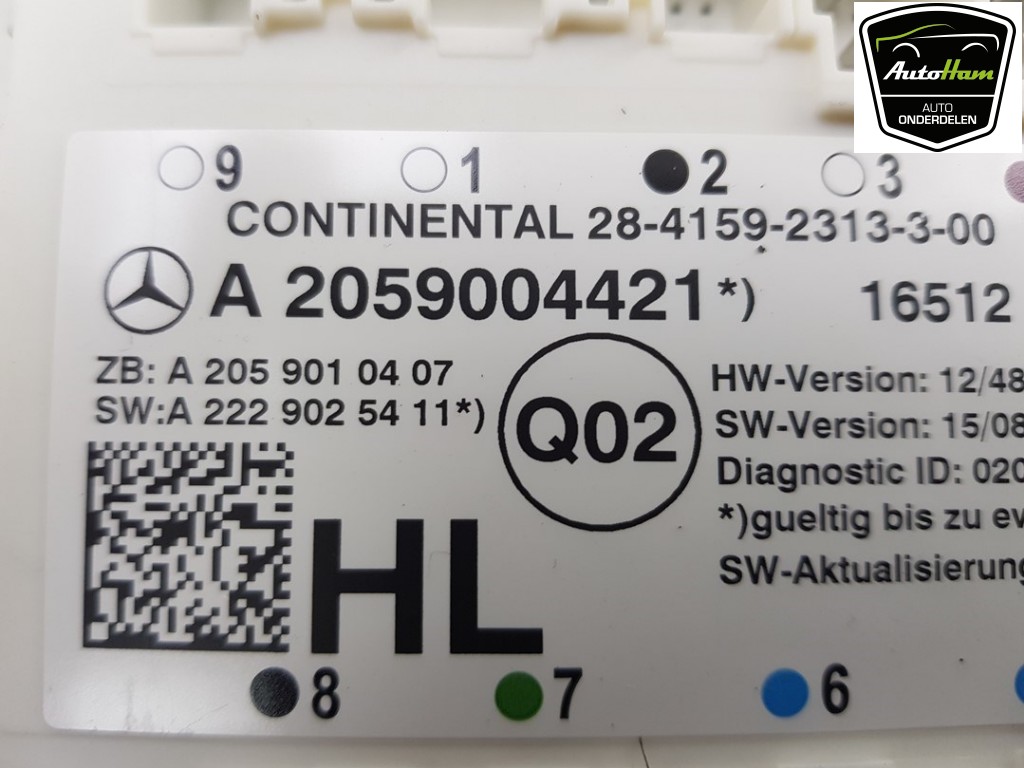 AutoHam
AUTO
ONDERDELEN
9 1 2 3
CONTINENTAL 28-4159-2313-3-00
A 2059004421*) 16512
ZB: A 205 901 04 07
SW:A 222 902 54 11*)
Q02
HW-Version: 12/48
SW-Version: 15/08
Diagnostic ID: 020
*)gueltig bis zu ev
SW-Aktualisierung
HL
8 7 6